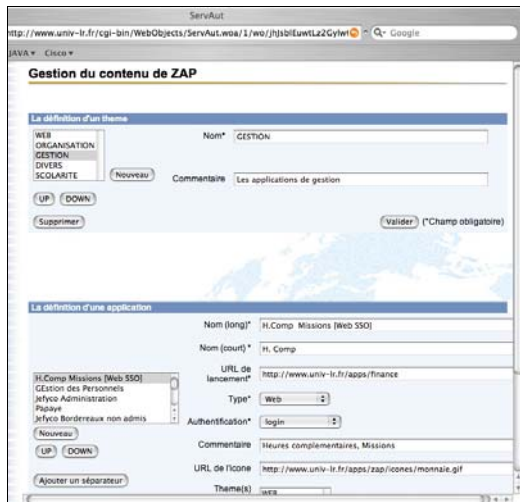 ServAut
http://www.univ-lr.fr/cgi-bin/WebObjects/ServAut.woa/1/wo/
Google
JAVA Cisco
Gestion du contenu de ZAP
La définition d'un theme
WEB
ORGANISATION
GESTION
DIVERS
SCOLARITE
Nouveau
Nom* GESTION
Commentaire Les applications de gestion
UP DOWN
Supprimer
Valider (*Champ obligatoire)
La définition d'une application
Nom (long)* H.Comp Missions [Web SSO]
Nom (court) * H. Comp
URL de lancement* http://www.univ-lr.fr/apps/finance
H.Comp Missions [Web SSO]
GEstion des Personnels
Jefyco Administration
Papaye
Jefyco Bordereaux non admis
Type* Web
Authentification* login
Nouveau
Commentaire Heures complementaires, Missions
UP DOWN
URL de l'icone http://www.univ-lr.fr/apps/zap/icones/monnaie.gif
Ajouter un séparateur
Theme(s) WEB